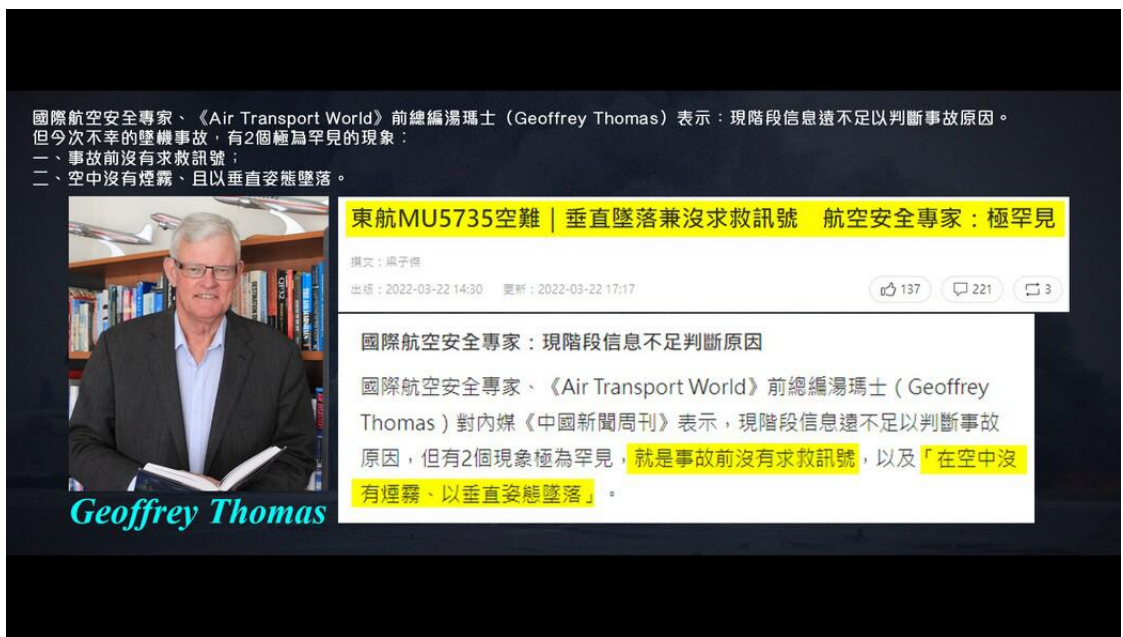 國際航空安全專家、《Air Transport World》前總編湯瑪士（Geoffrey Thomas）表示：現階段信息遠不足以判斷事故原因。
但今次不幸的墜機事故，有2個極為罕見的現象：
一、事故前沒有求救訊號；
二、空中沒有煙霧、且以垂直姿態墜落。
東航MU5735空難｜垂直墜落兼沒求救訊號　航空安全專家：極罕見
撰文：梁子傑
出版：2022-03-22 14:30　更新：2022-03-22 17:17
137　221　3
國際航空安全專家：現階段信息不足判斷原因
國際航空安全專家、《Air Transport World》前總編湯瑪士（Geoffrey
Thomas）對內媒《中國新聞周刊》表示，現階段信息遠不足以判斷事故
原因，但有2個現象極為罕見，就是事故前沒有求救訊號，以及「在空中沒
有煙霧、以垂直姿態墜落」。
Geoffrey Thomas